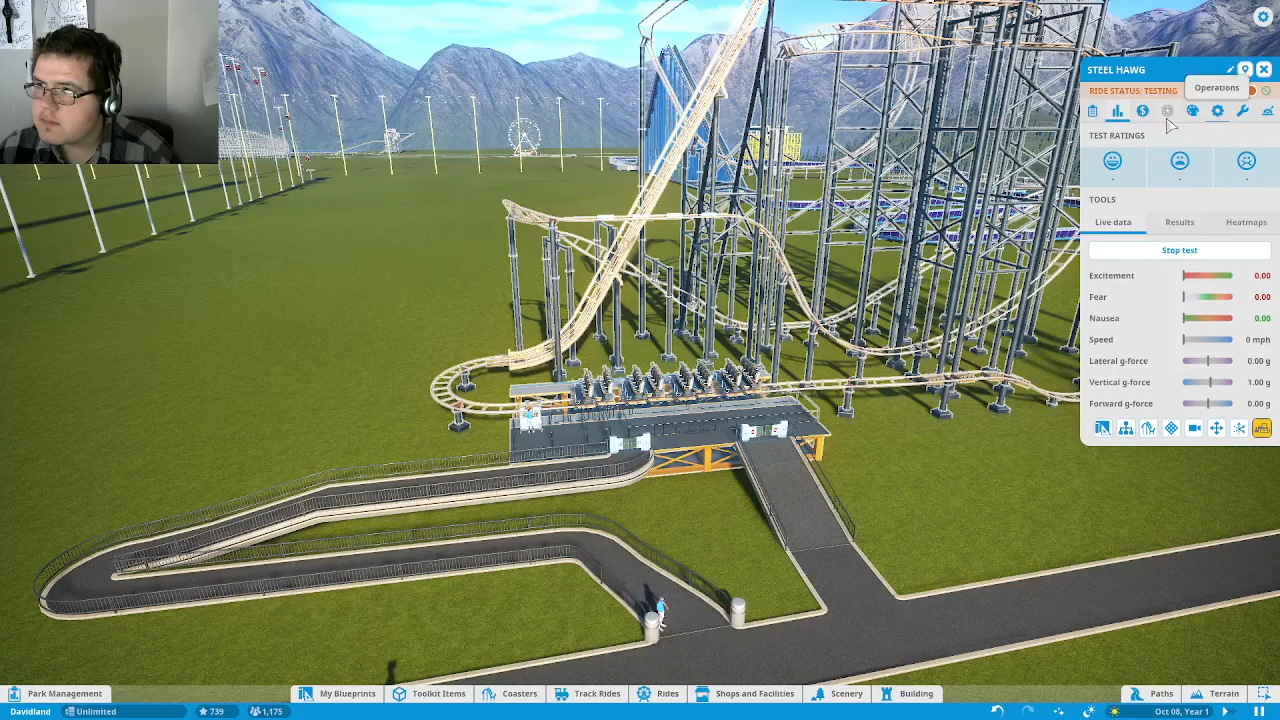 STEEL HAWG
RIDE STATUS: TESTING
Operations
TEST RATINGS
- - -
TOOLS
Live data Results Heatmaps
Stop test
Excitement 0.00
Fear 0.00
Nausea 0.00
Speed 0 mph
Lateral g-force 0.00 g
Vertical g-force 1.00 g
Forward g-force 0.00 g
Park Management My Blueprints Toolkit Items Coasters Track Rides Rides Shops and Facilities Scenery Building Paths Terrain
Davidland Unlimited 739 1,175 Oct 08, Year 1